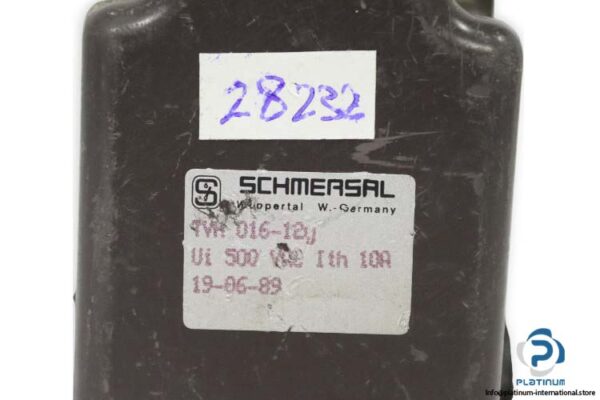 28232
SCHMERSAL
Wuppertal W.-Germany
016-12y
Ui 500 VAC Ith 10A
19-06-89
PLATINUM
info@platinum-international.store